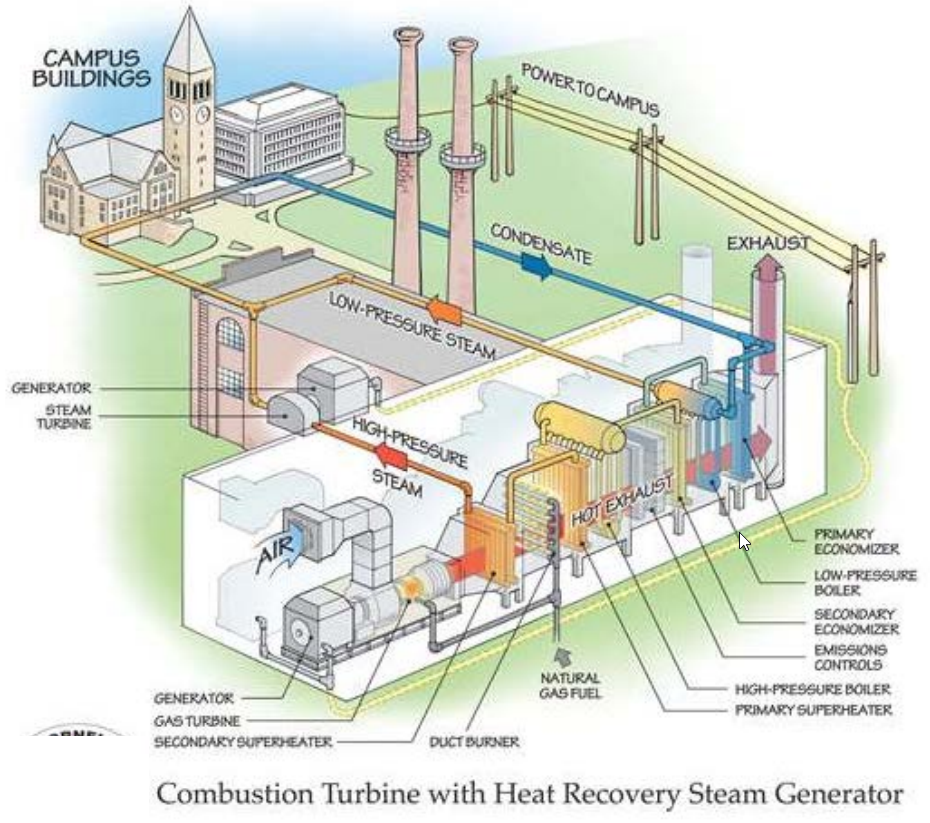 CAMPUS
BUILDINGS
POWER TO CAMPUS
EXHAUST
CONDENSATE
LOW-PRESSURE STEAM
GENERATOR
STEAM
TURBINE
HIGH-PRESSURE
STEAM
HOT EXHAUST
AIR
PRIMARY
ECONOMIZER
LOW-PRESSURE
BOILER
SECONDARY
ECONOMIZER
EMISSIONS
CONTROLS
HIGH-PRESSURE BOILER
PRIMARY SUPERHEATER
NATURAL
GAS FUEL
GENERATOR
GAS TURBINE
SECONDARY SUPERHEATER
DUCT BURNER
Combustion Turbine with Heat Recovery Steam Generator